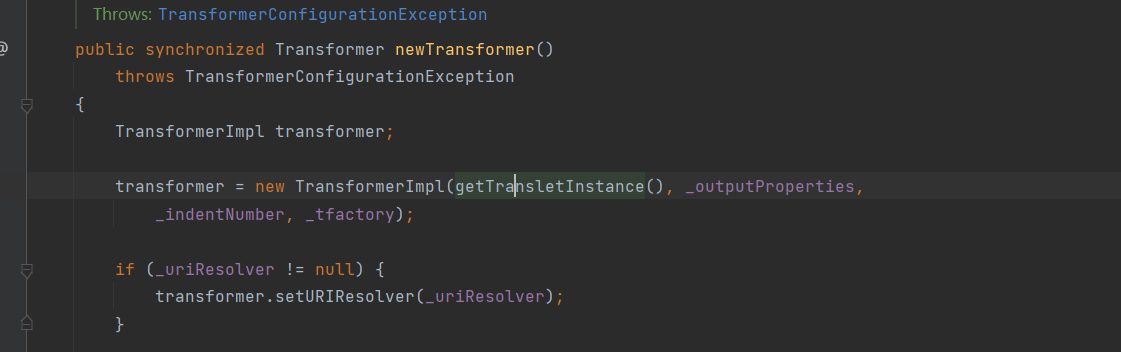 Throws: TransformerConfigurationException
@ public synchronized Transformer newTransformer()
throws TransformerConfigurationException
{
TransformerImpl transformer;
transformer = new TransformerImpl(getTransletInstance(), _outputProperties,
_indentNumber, _tfactory);
if (_uriResolver != null) {
transformer.setURIResolver(_uriResolver);
}